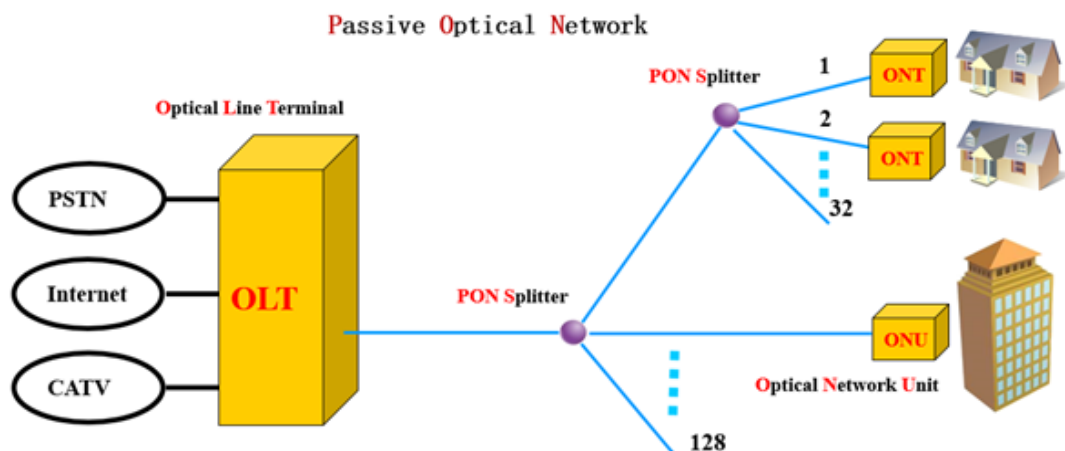 Passive Optical Network
Optical Line Terminal
PSTN
Internet
CATV
OLT
PON Splitter
PON Splitter
1
2
32
128
ONT
ONT
ONU
Optical Network Unit